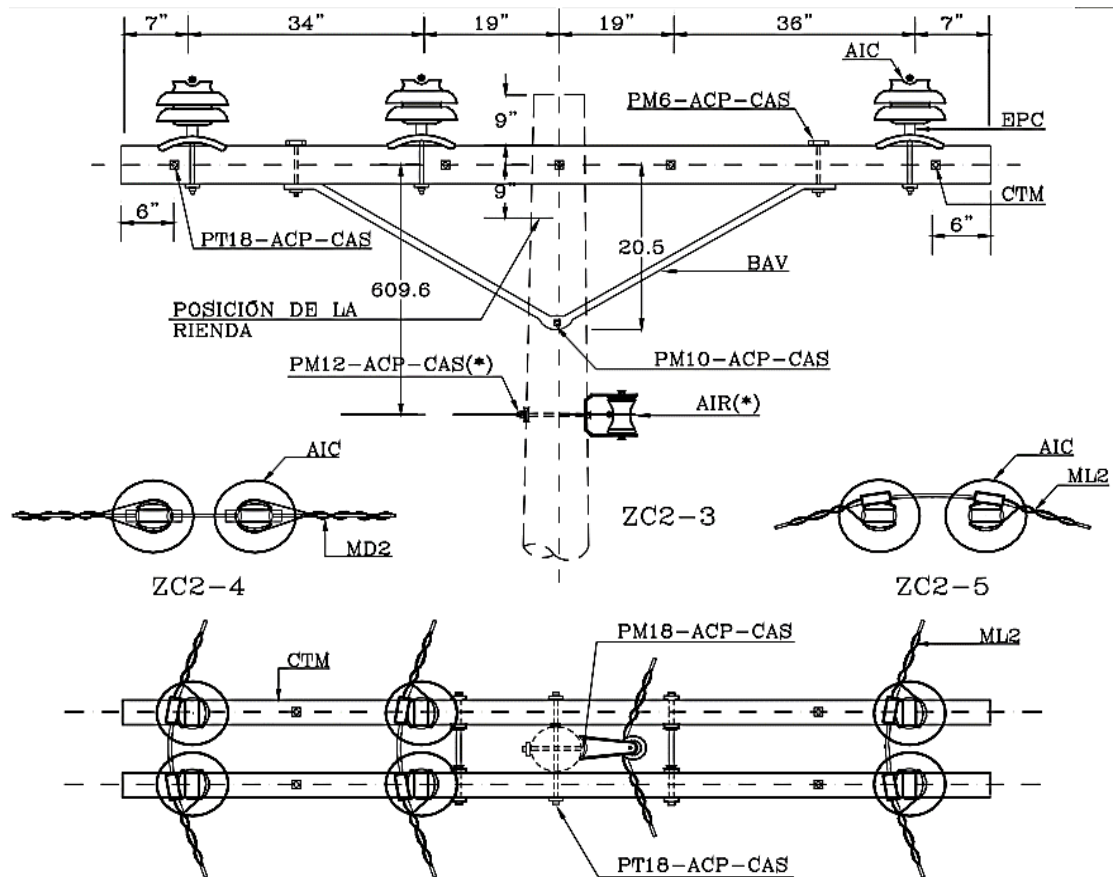 7" 34" 19" 19" 36" 7"
AIC
PM6-ACP-CAS
9"
EPC
9"
CTM
6"
6"
PT18-ACP-CAS
20.5
BAV
609.6
POSICIÓN DE LA
RIENDA
PM12-ACP-CAS(*)
PM10-ACP-CAS
AIR(*)
AIC
AIC
ZC2-3
ML2
MD2
ZC2-4
ZC2-5
PM18-ACP-CAS
ML2
CTM
PT18-ACP-CAS